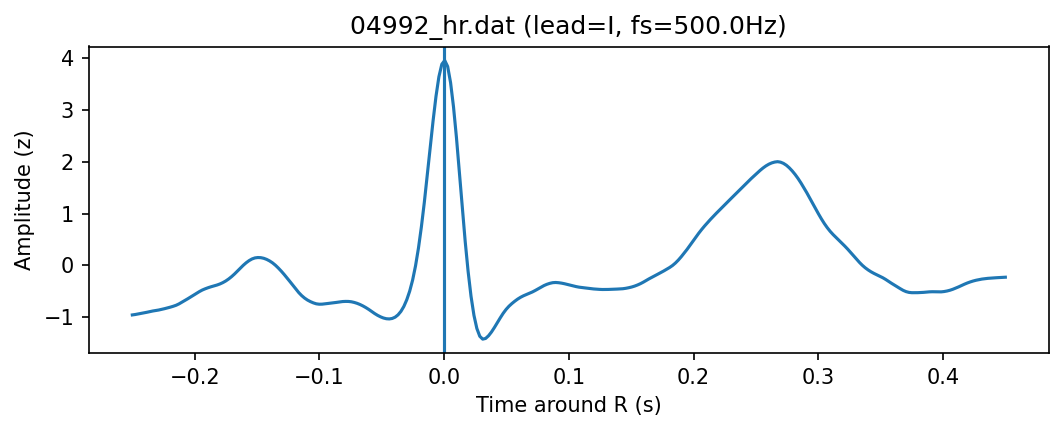 04992_hr.dat (lead=I, fs=500.0Hz)
Amplitude (z)
4
3
2
1
0
−1
−0.2 −0.1 0.0 0.1 0.2 0.3 0.4
Time around R (s)